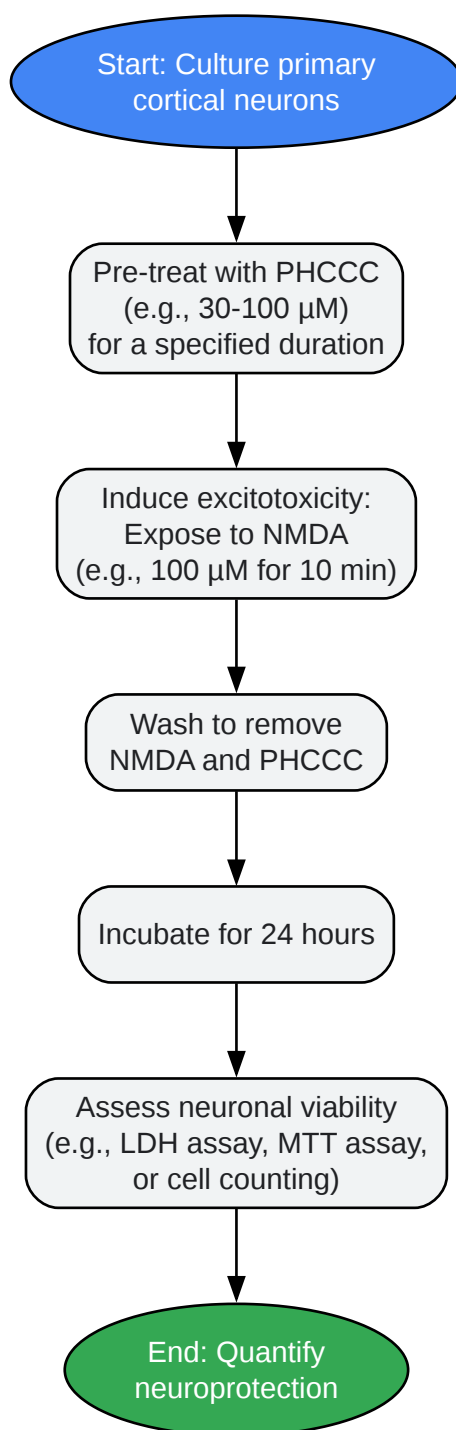 Start: Culture primary
cortical neurons
Pre-treat with PHCCC
(e.g., 30-100 µM)
for a specified duration
Induce excitotoxicity:
Expose to NMDA
(e.g., 100 µM for 10 min)
Wash to remove
NMDA and PHCCC
Incubate for 24 hours
Assess neuronal viability
(e.g., LDH assay, MTT assay,
or cell counting)
End: Quantify
neuroprotection